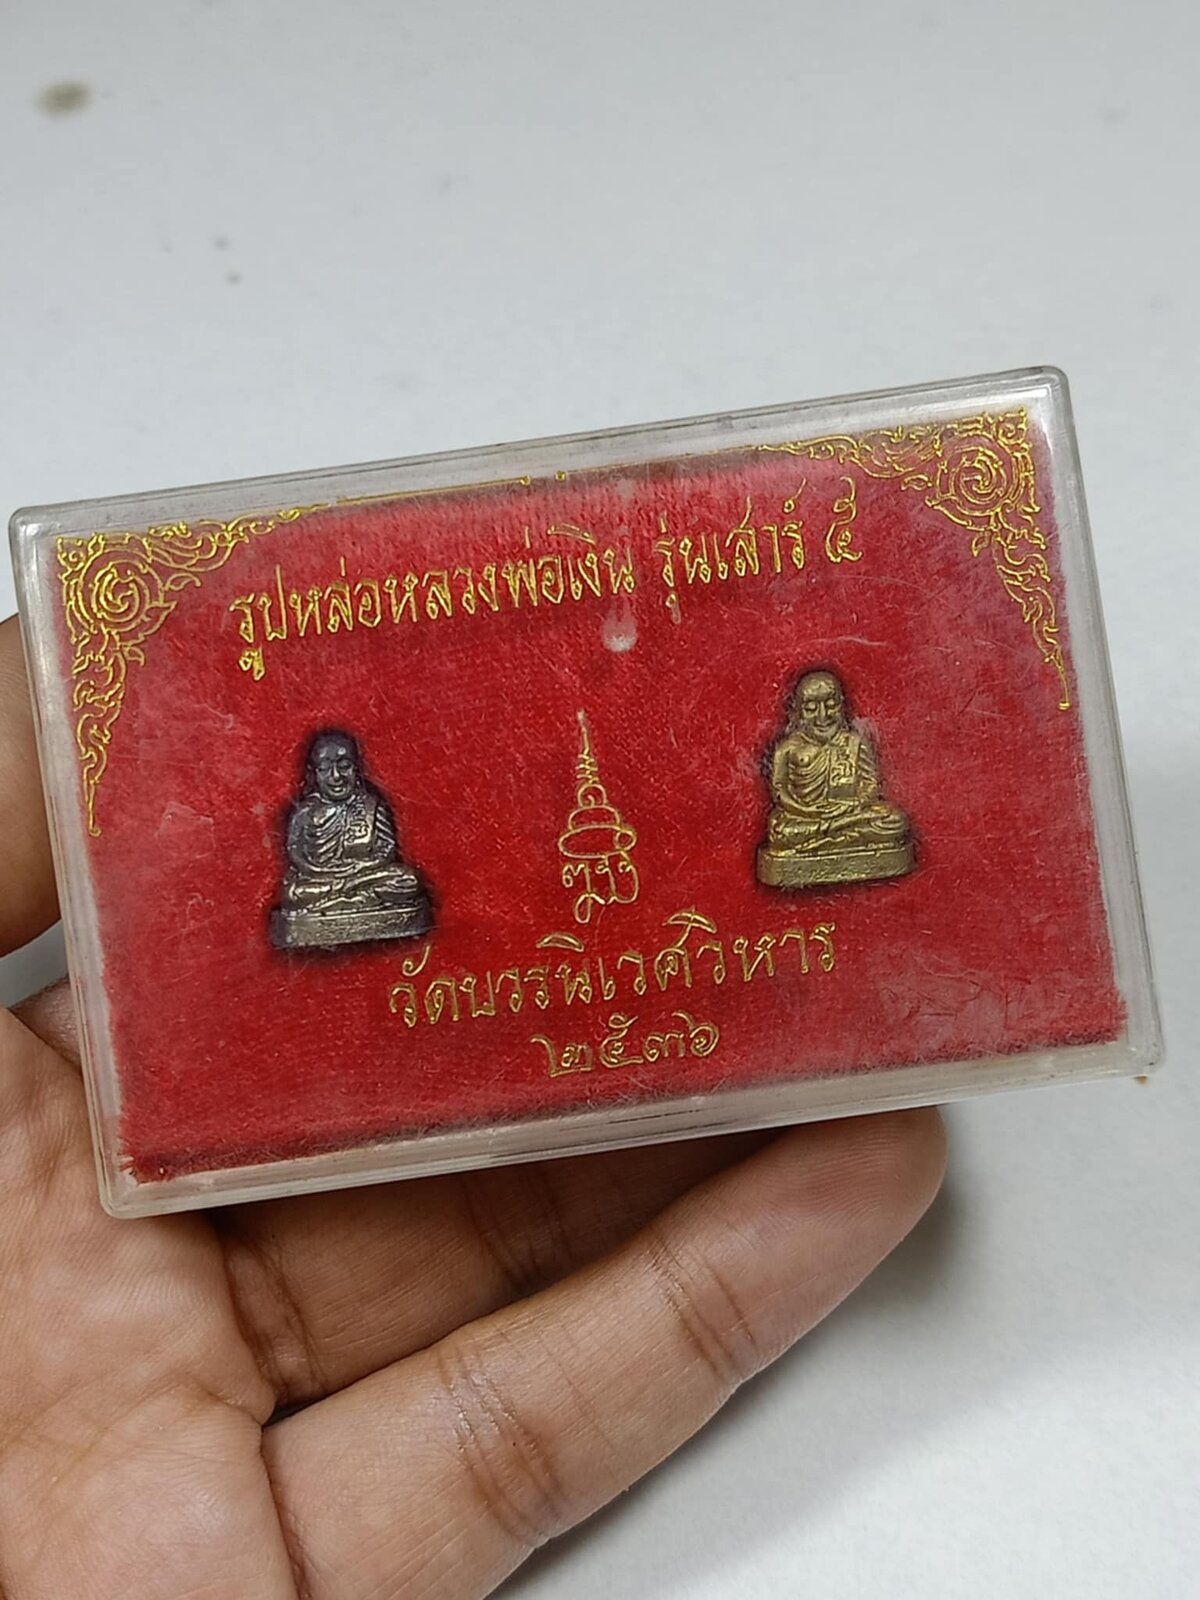 รูปหล่อหลวงพ่อเงิน รุ่นเสาร์ ๕
วัดบวรนิเวศวิหาร
๒๕๓๖